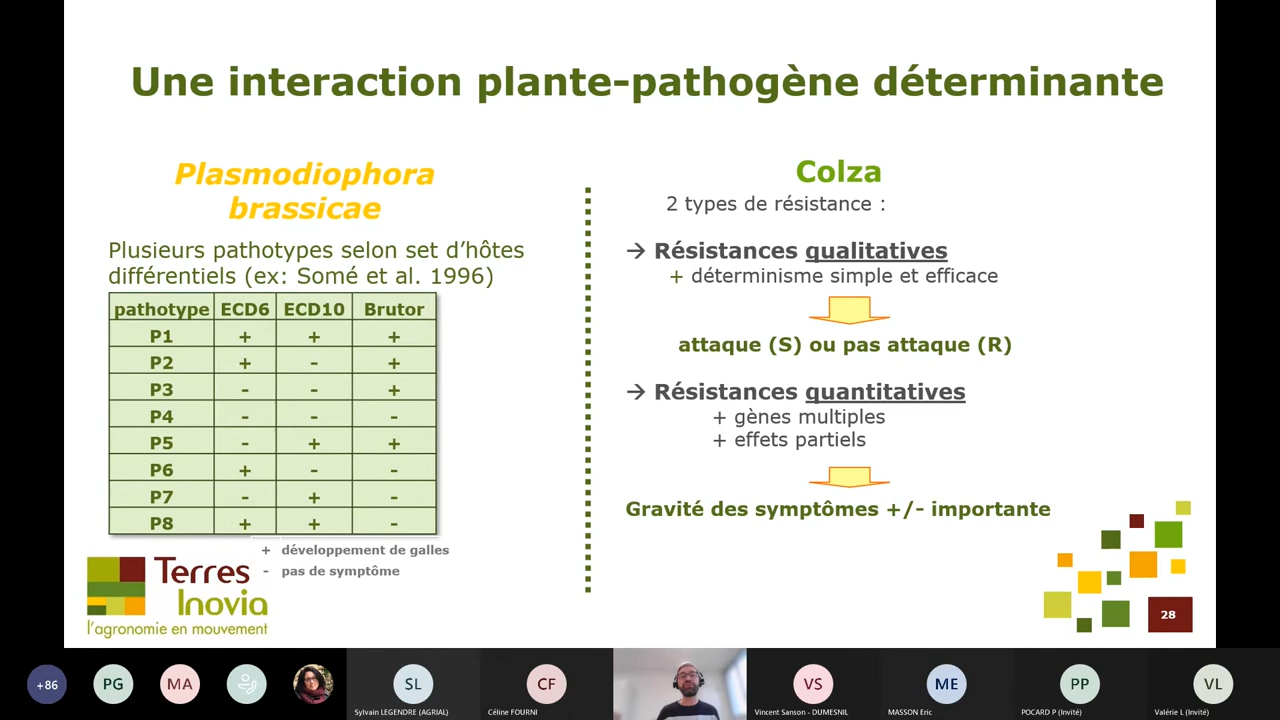 Une interaction plante-pathogène déterminante
Plasmodiophora
brassicae
Plusieurs pathotypes selon set d’hôtes
différentiels (ex: Somé et al. 1996)
pathotype ECD6 ECD10 Brutor
P1 + + +
P2 + - +
P3 - - +
P4 - - -
P5 - + +
P6 + - -
P7 - + -
P8 + + -
+ développement de galles
- pas de symptôme
Terres
Inovia
l’agronomie en mouvement
Colza
2 types de résistance :
→ Résistances qualitatives
+ déterminisme simple et efficace
attaque (S) ou pas attaque (R)
→ Résistances quantitatives
+ gènes multiples
+ effets partiels
Gravité des symptômes +/- importante
28
+86
PG
MA
SL
Sylvain LEGENDRE (AGRIAL)
CF
Céline FOURNI
VS
Vincent Sanson - DUMESNIL
ME
MASSON Eric
PP
POCARD P (Invité)
VL
Valérie L (Invité)